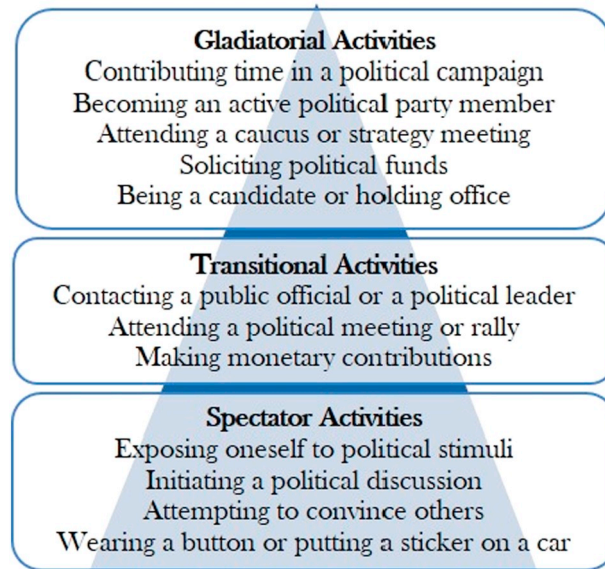 Gladiatorial Activities
Contributing time in a political campaign
Becoming an active political party member
Attending a caucus or strategy meeting
Soliciting political funds
Being a candidate or holding office
Transitional Activities
Contacting a public official or a political leader
Attending a political meeting or rally
Making monetary contributions
Spectator Activities
Exposing oneself to political stimuli
Initiating a political discussion
Attempting to convince others
Wearing a button or putting a sticker on a car